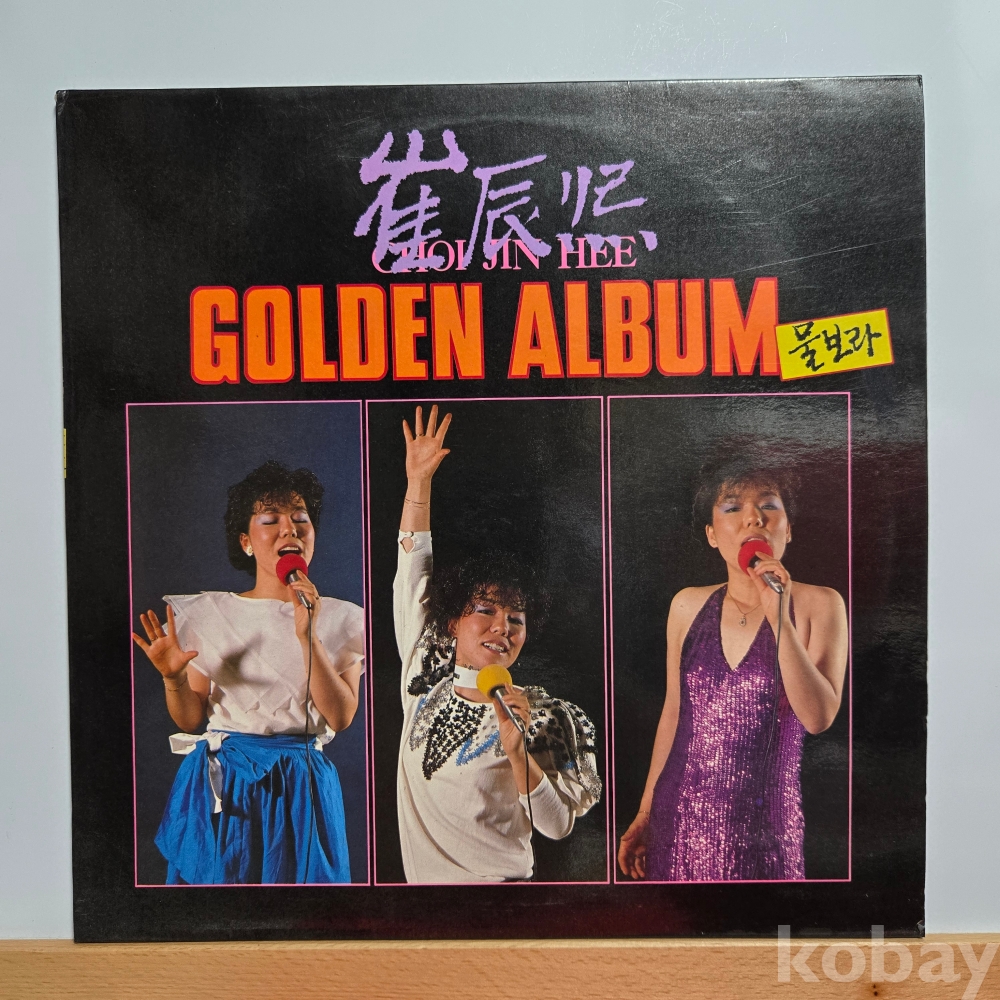 崔辰熙
CHOI JIN HEE
GOLDEN ALBUM
물보라
kobay